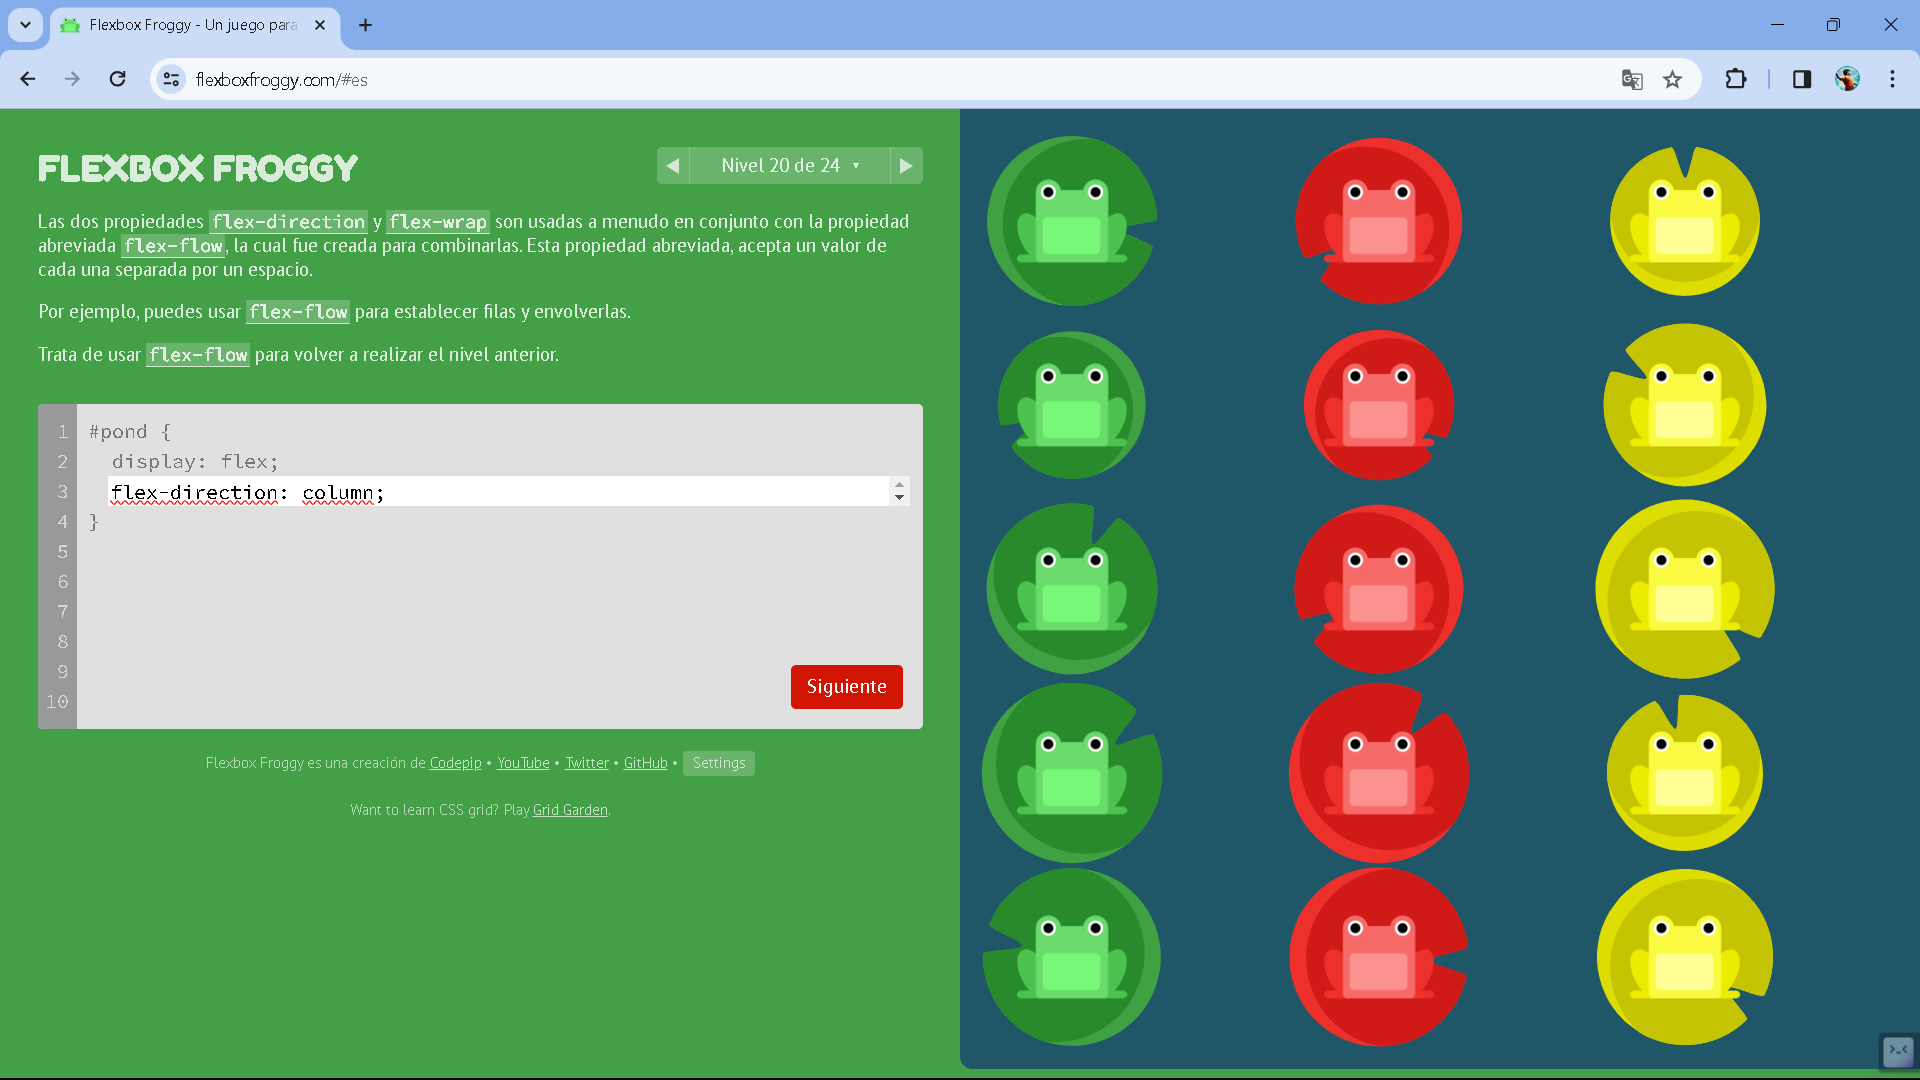 Flexbox Froggy - Un juego para
flexboxfroggy.com/#es
FLEXBOX FROGGY
Nivel 20 de 24
Las dos propiedades flex-direction y flex-wrap son usadas a menudo en conjunto con la propiedad
abreviada flex-flow, la cual fue creada para combinarlas. Esta propiedad abreviada, acepta un valor de
cada una separada por un espacio.
Por ejemplo, puedes usar flex-flow para establecer filas y envolverlas.
Trata de usar flex-flow para volver a realizar el nivel anterior.
1 #pond {
2 display: flex;
3 flex-direction: column;
4 }
5
6
7
8
9
10
Siguiente
Flexbox Froggy es una creación de Codepip • YouTube • Twitter • GitHub • Settings
Want to learn CSS grid? Play Grid Garden.